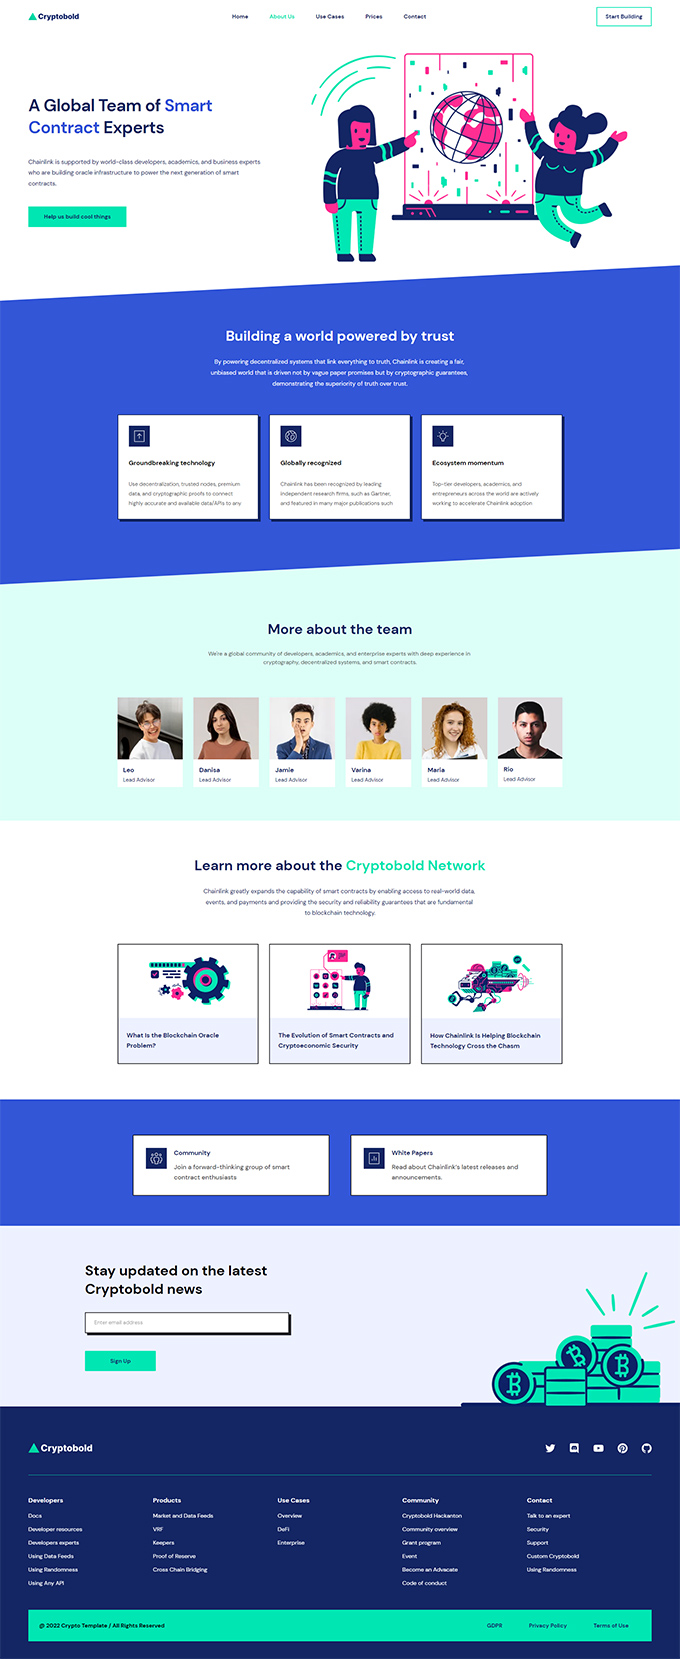 Cryptobold
Home
About Us
Use Cases
Prices
Contact
Start Building
A Global Team of Smart
Contract Experts
Chainlink is supported by world-class developers, academics, and business experts
who are building oracle infrastructure to power the next generation of smart
contracts.
Help us build cool things
Building a world powered by trust
By powering decentralized systems that link everything to truth, Chainlink is creating a fair,
unbiased world that is driven not by vague paper promises but by cryptographic guarantees,
demonstrating the superiority of truth over trust.
Groundbreaking technology
Use decentralization, trusted nodes, premium
data, and cryptographic proofs to connect
highly accurate and available data/APIs to any
Globally recognized
Chainlink has been recognized by leading
independent research firms, such as Gartner,
and featured in many major publications such
Ecosystem momentum
Top-tier developers, academics, and
entrepreneurs across the world are actively
working to accelerate Chainlink adoption
More about the team
We're a global community of developers, academics, and enterprise experts with deep experience in
cryptography, decentralized systems, and smart contracts.
Leo
Lead Advisor
Danisa
Lead Advisor
Jamie
Lead Advisor
Varina
Lead Advisor
Maria
Lead Advisor
Rio
Lead Advisor
Learn more about the Cryptobold Network
Chainlink greatly expands the capability of smart contracts by enabling access to real-world data,
events, and payments and providing the security and reliability guarantees that are fundamental
to blockchain technology.
What Is the Blockchain Oracle
Problem?
The Evolution of Smart Contracts and
Cryptoeconomic Security
How Chainlink Is Helping Blockchain
Technology Cross the Chasm
Community
Join a forward-thinking group of smart
contract enthusiasts
White Papers
Read about Chainlink's latest releases and
announcements.
Stay updated on the latest
Cryptobold news
Enter email address
Sign Up
Cryptobold
Developers
Docs
Developer resources
Developers experts
Using Data Feeds
Using Randomness
Using Any API
Products
Market and Data Feeds
VRF
Keepers
Proof of Reserve
Cross Chain Bridging
Use Cases
Overview
DeFi
Enterprise
Community
Cryptobold Hackanton
Community overview
Grant program
Event
Become an Advacate
Code of conduct
Contact
Talk to an expert
Security
Support
Custom Cryptobold
Using Randomness
@ 2022 Crypto Template / All Rights Reserved
GDPR
Privacy Policy
Terms of Use